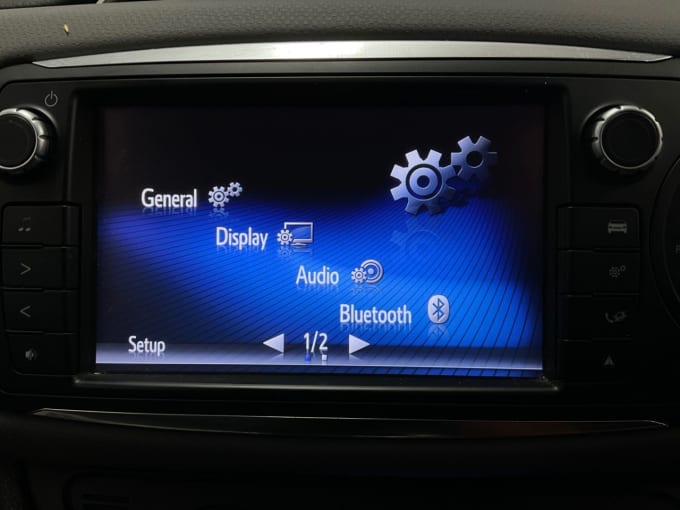 General
Display
Audio
Bluetooth
Setup
1/2